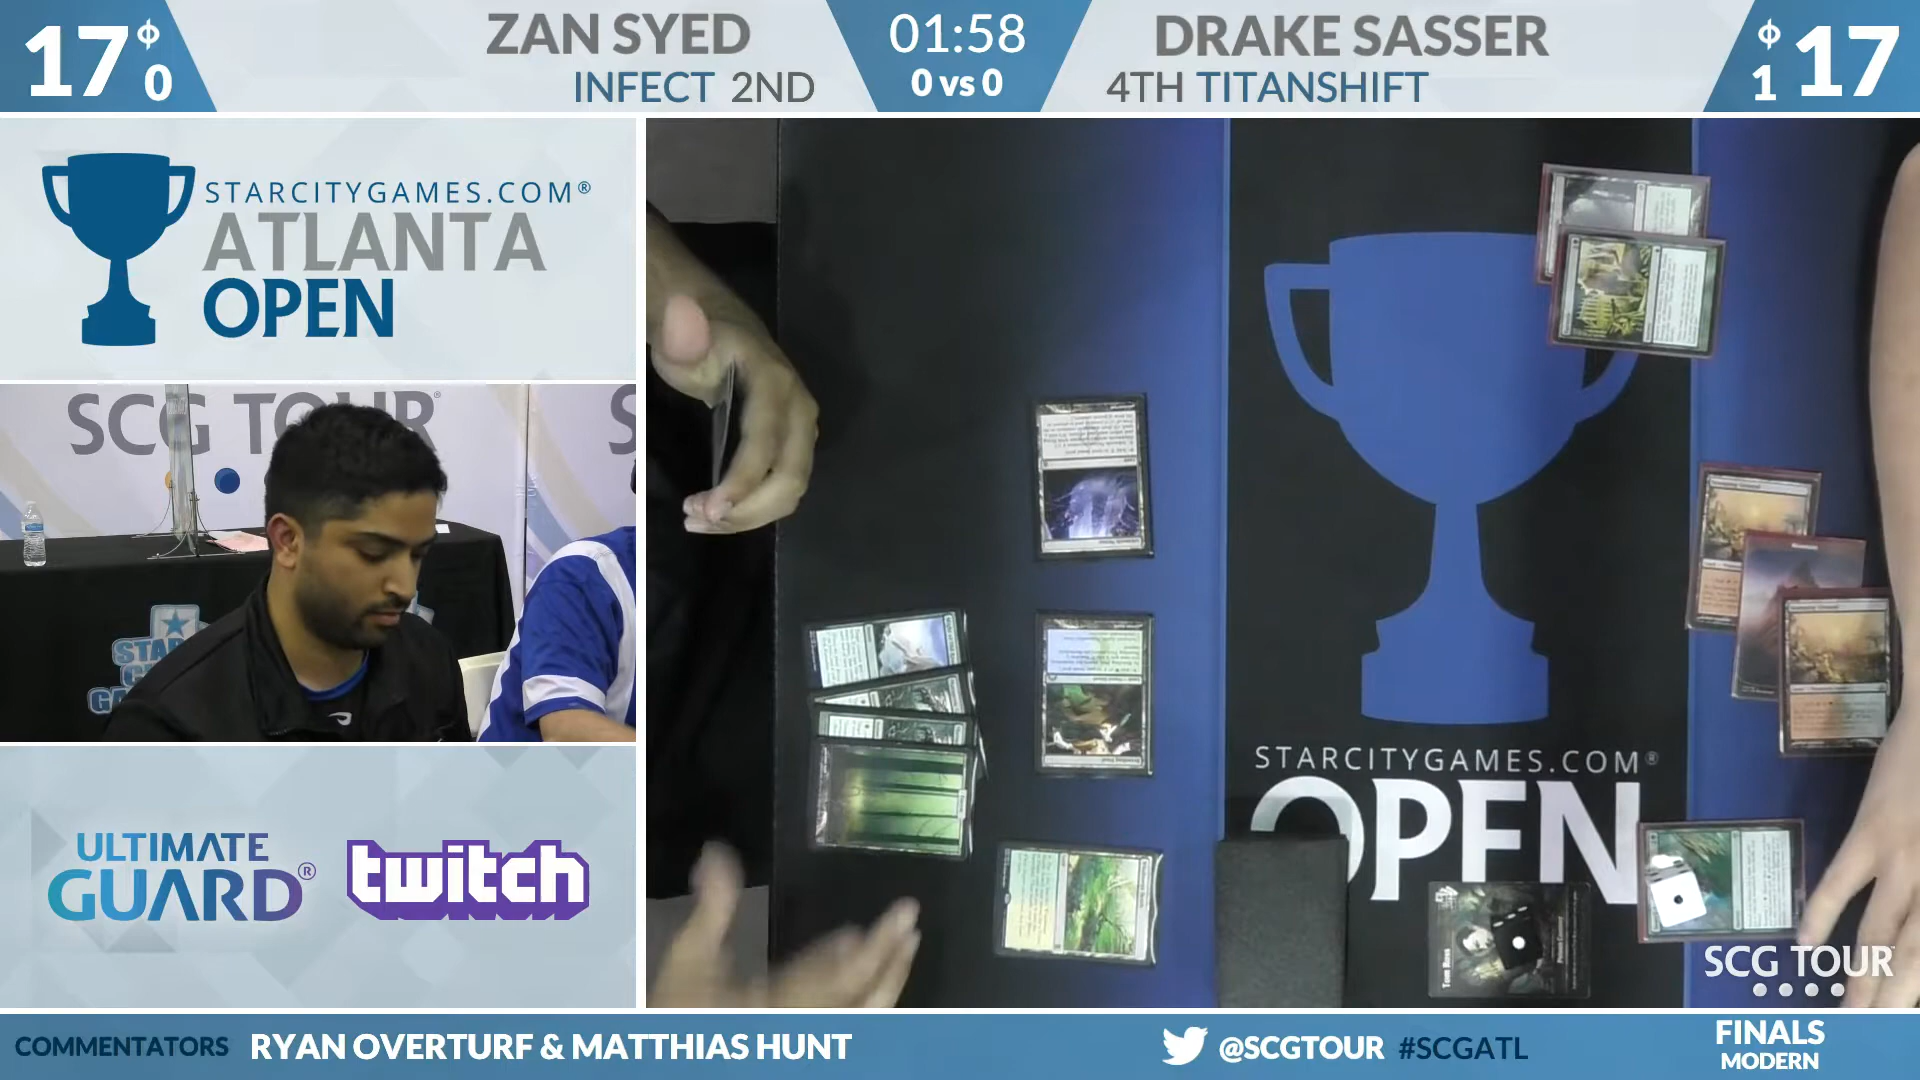 17 0
ZAN SYED
INFECT 2ND
01:58
0 vs 0
DRAKE SASSER
4TH TITANSHIFT
1 17
STARCITYGAMES.COM®
ATLANTA
OPEN
SCG TOUR
ULTIMATE
GUARD®
twitch
STARCITYGAMES.COM®
OPEN
Tom Ross
SCG TOUR
COMMENTATORS RYAN OVERTURF & MATTHIAS HUNT
@SCGTOUR #SCGATL
FINALS
MODERN